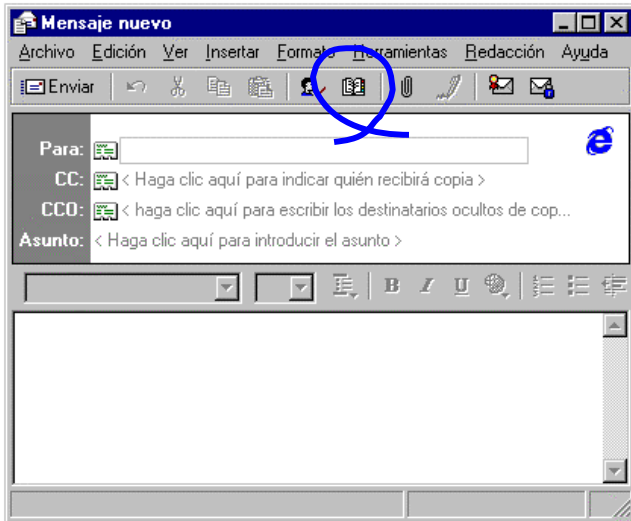 Mensaje nuevo
Archivo Edición Ver Insertar Formato Herramientas Redacción Ayuda
Enviar
Para:
CC: < Haga clic aquí para indicar quién recibirá copia >
CCO: < haga clic aquí para escribir los destinatarios ocultos de cop...
Asunto: < Haga clic aquí para introducir el asunto >
B I U